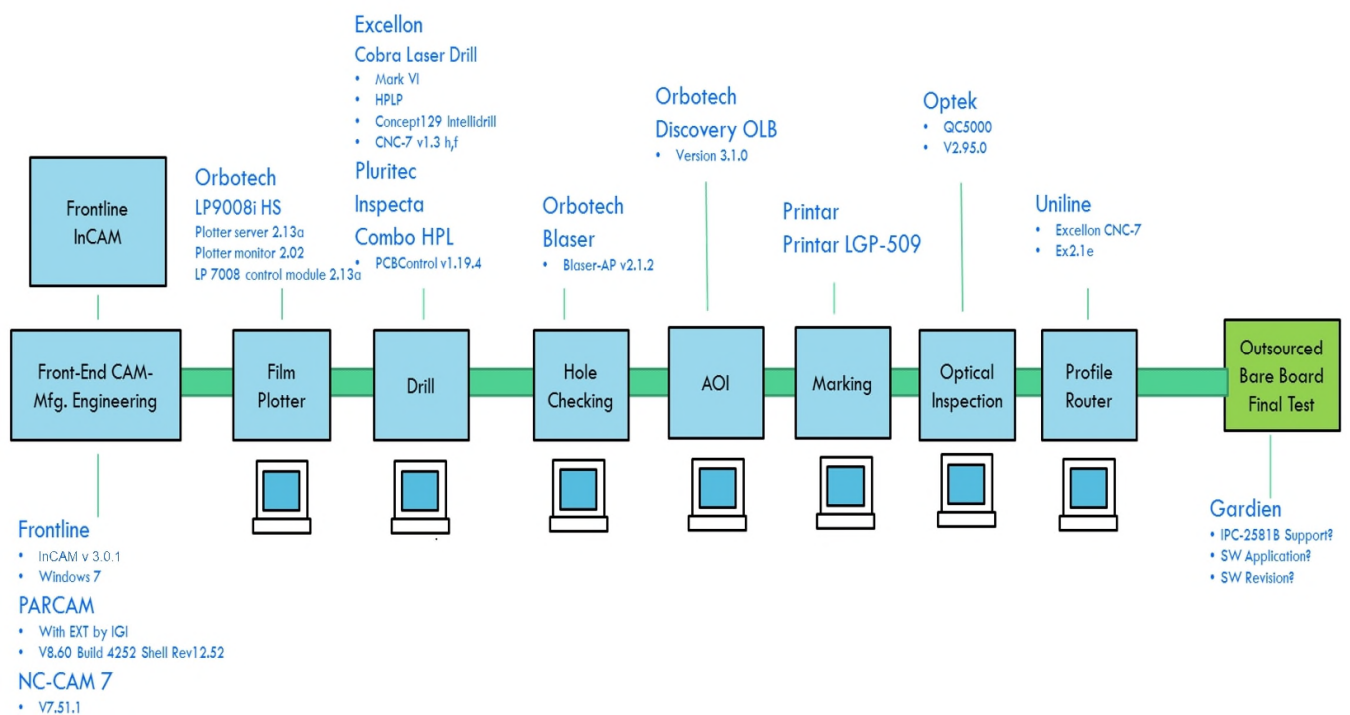 Excellon
Cobra Laser Drill
• Mark VI
• HPLP
• Concept129 Intellidrill
• CNC-7 v1.3 h,f
Pluritec
Inspecta
Combo HPL
• PCBControl v1.19.4
Orbotech
LP9008i HS
Plotter server 2.13a
Plotter monitor 2.02
LP 7008 control module 2.13a
Orbotech
Blaser
• Blaser-AP v2.1.2
Orbotech
Discovery OLB
• Version 3.1.0
Printar
Printar LGP-509
Optek
• QC5000
• V2.95.0
Uniline
• Excellon CNC-7
• Ex2.1e
Frontline
InCAM
Front-End CAM-
Mfg. Engineering
Film
Plotter
Drill
Hole
Checking
AOI
Marking
Optical
Inspection
Profile
Router
Outsourced
Bare Board
Final Test
Frontline
• InCAM v 3.0.1
• Windows 7
PARCAM
• With EXT by IGI
• V8.60 Build 4252 Shell Rev12.52
NC-CAM 7
• V7.51.1
Gardien
• IPC-2581B Support?
• SW Application?
• SW Revision?